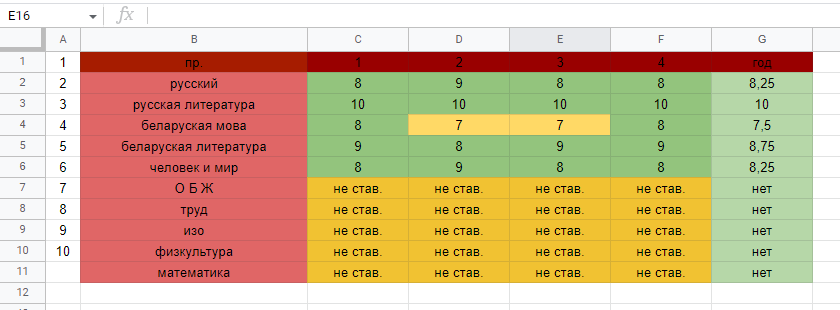 E16 fx
A B C D E F G
1 1 пр. 1 2 3 4 год
2 2 русский 8 9 8 8 8,25
3 3 русская литература 10 10 10 10 10
4 4 беларуская мова 8 7 7 8 7,5
5 5 беларуская литература 9 8 9 9 8,75
6 6 человек и мир 8 9 8 8 8,25
7 7 О Б Ж не став. не став. не став. не став. нет
8 8 труд не став. не став. не став. не став. нет
9 9 изо не став. не став. не став. не став. нет
10 10 физкультура не став. не став. не став. не став. нет
11 математика не став. не став. не став. не став. нет
12